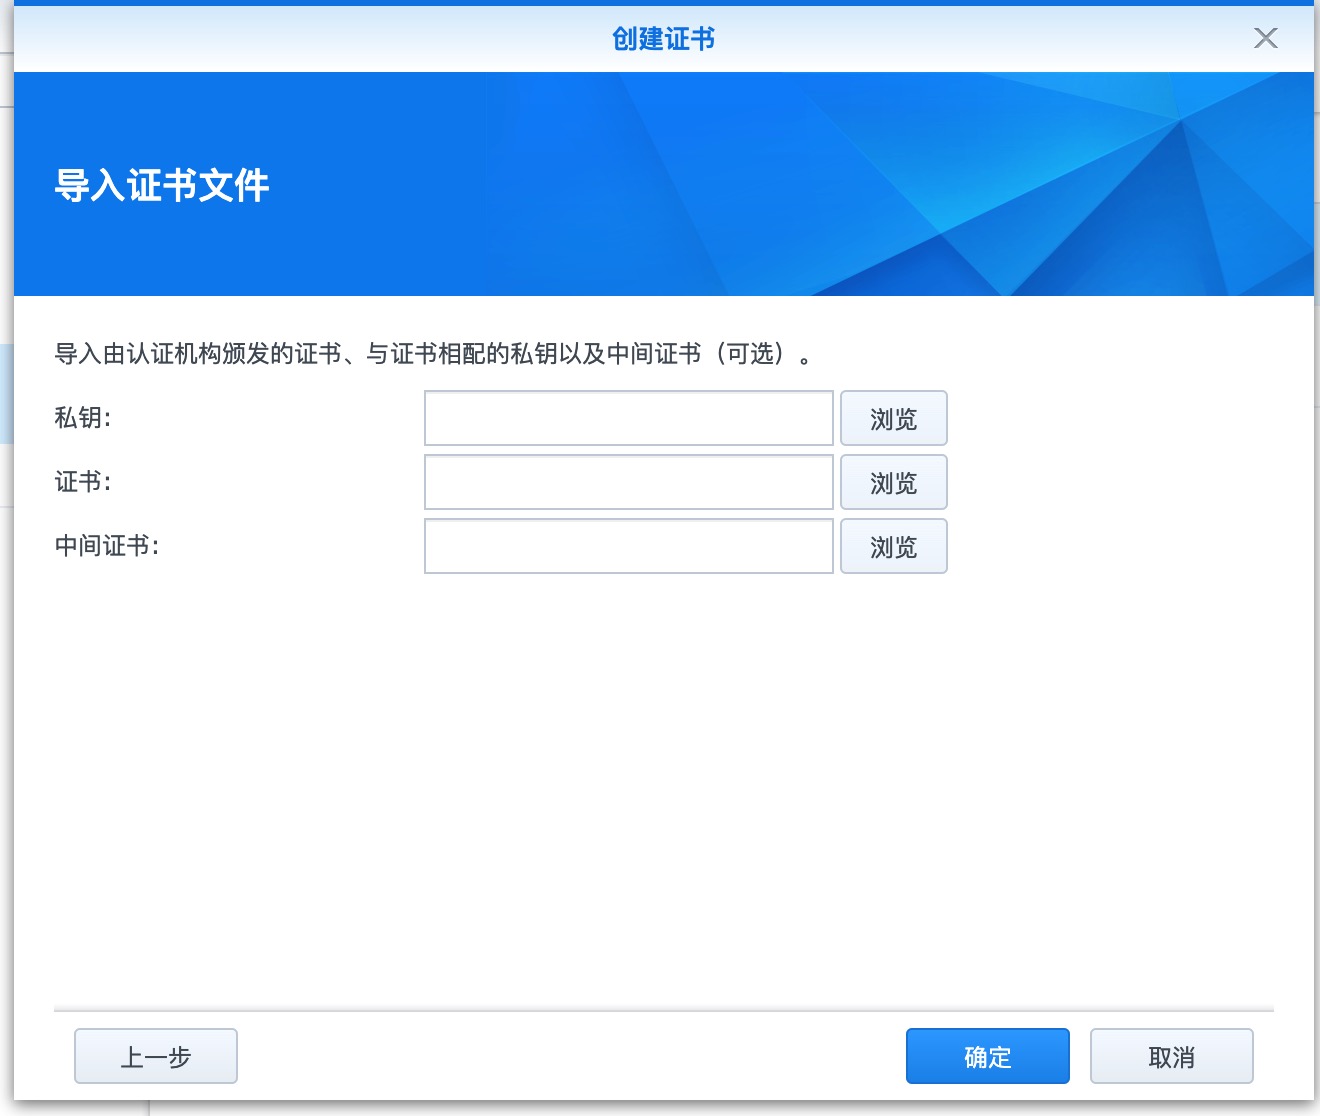 创建证书
导入证书文件
导入由认证机构颁发的证书、与证书相配的私钥以及中间证书（可选）。
私钥：
浏览
证书：
浏览
中间证书：
浏览
上一步
确定
取消